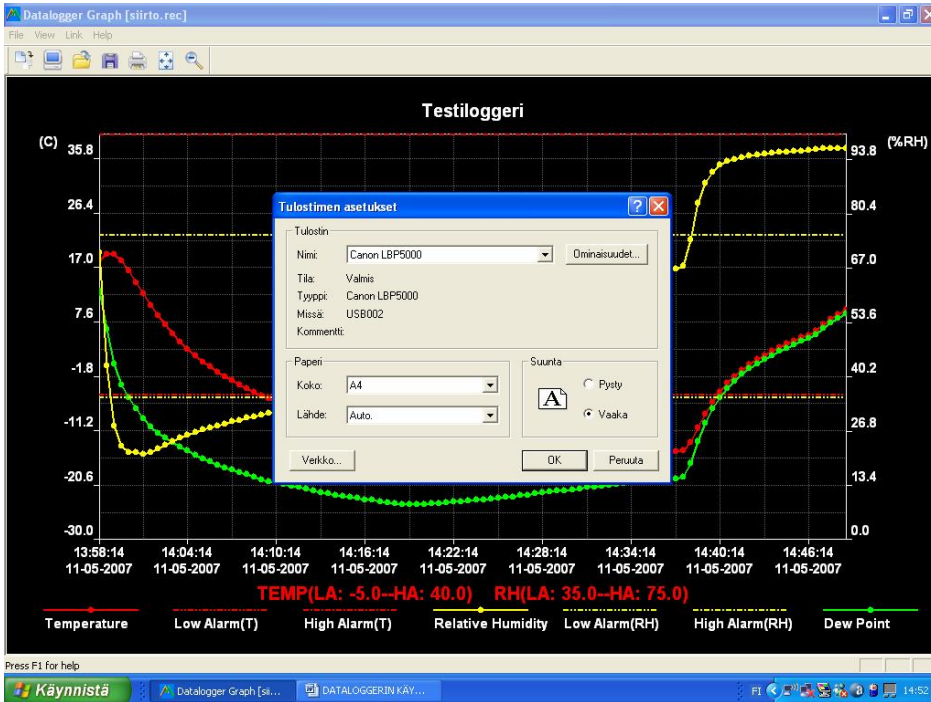 Datalogger Graph [siirto.rec]
File View Link Help
Testiloggeri
(C) (%RH)
35.8 93.8
26.4 80.4
17.0 67.0
7.6 53.6
-1.8 40.2
-11.2 26.8
-20.6 13.4
-30.0 0.0
Tulostimen asetukset
Tulostin
Nimi: Canon LBP5000 Ominaisuudet...
Tila: Valmis
Tyyppi: Canon LBP5000
Missä: USB002
Kommentti:
Paperi Suunta
Koko: A4 Pysty
Lähde: Auto. A Vaaka
Verkko... OK Peruuta
13:58:14 14:04:14 14:10:14 14:16:14 14:22:14 14:28:14 14:34:14 14:40:14 14:46:14
11-05-2007 11-05-2007 11-05-2007 11-05-2007 11-05-2007 11-05-2007 11-05-2007 11-05-2007 11-05-2007
TEMP(LA: -5.0--HA: 40.0) RH(LA: 35.0--HA: 75.0)
Temperature Low Alarm(T) High Alarm(T) Relative Humidity Low Alarm(RH) High Alarm(RH) Dew Point
Press F1 for help
Käynnistä Datalogger Graph [sii... DATALOGGERIN KÄY... FI 14:52